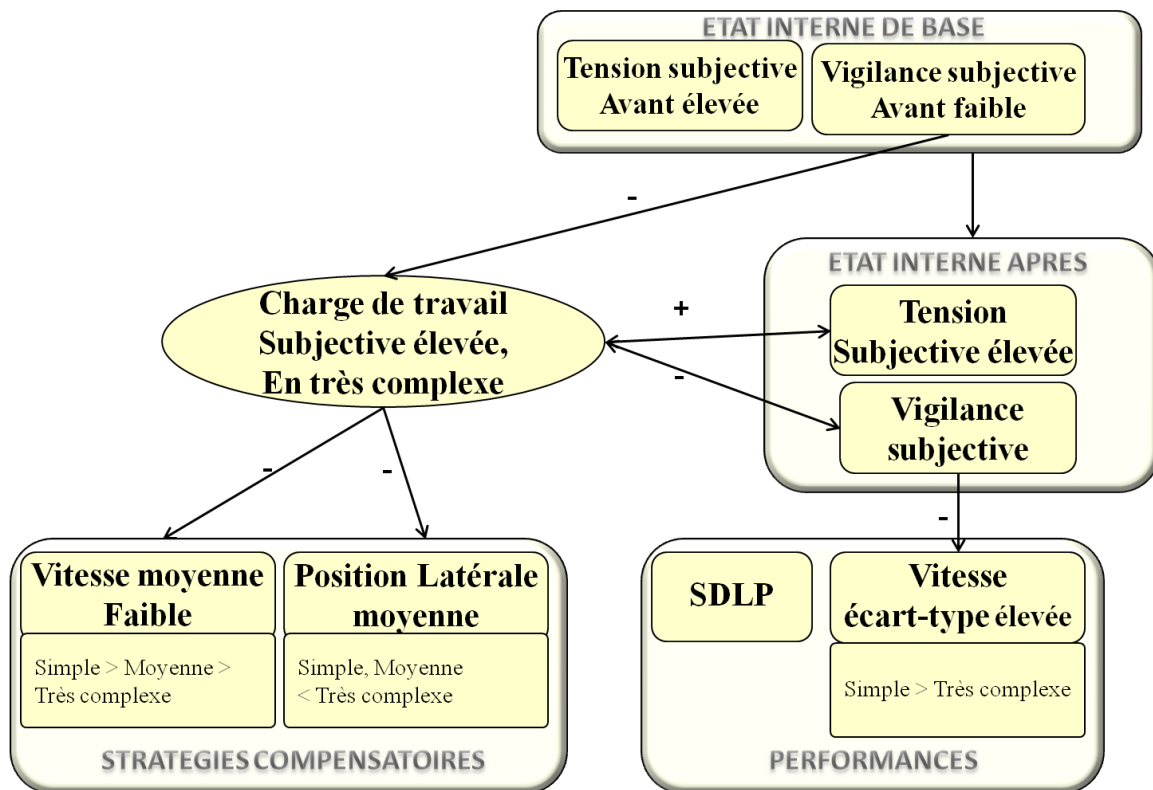 ETAT INTERNE DE BASE
Tension subjective
Avant élevée
Vigilance subjective
Avant faible
-
ETAT INTERNE APRES
Charge de travail
Subjective élevée,
En très complexe
+
-
Tension
Subjective élevée
Vigilance
subjective
-
-
-
Vitesse moyenne
Faible
Simple > Moyenne >
Très complexe
Position Latérale
moyenne
Simple, Moyenne
< Très complexe
STRATEGIES COMPENSATOIRES
SDLP
Vitesse
écart-type élevée
Simple > Très complexe
PERFORMANCES